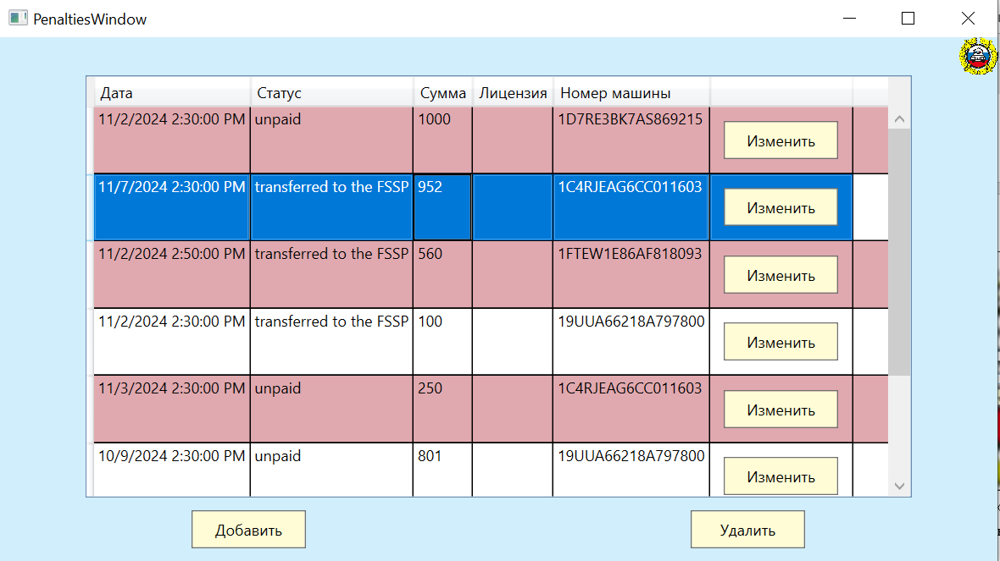 PenaltiesWindow
Дата Статус Сумма Лицензия Номер машины
11/2/2024 2:30:00 PM unpaid 1000 1D7RE3BK7AS869215 Изменить
11/7/2024 2:30:00 PM transferred to the FSSP 952 1C4RJEAG6CC011603 Изменить
11/2/2024 2:50:00 PM transferred to the FSSP 560 1FTEW1E86AF818093 Изменить
11/2/2024 2:30:00 PM transferred to the FSSP 100 19UUA66218A797800 Изменить
11/3/2024 2:30:00 PM unpaid 250 1C4RJEAG6CC011603 Изменить
10/9/2024 2:30:00 PM unpaid 801 19UUA66218A797800 Изменить
Добавить Удалить